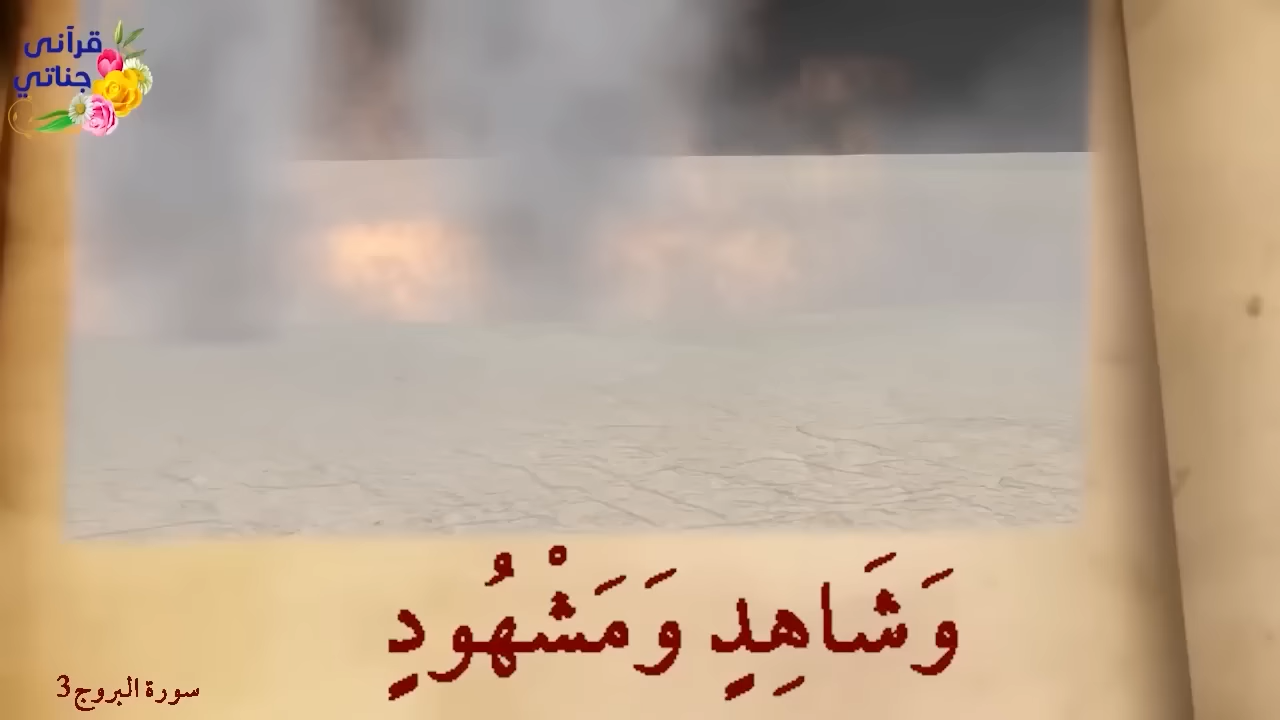 قرآنى
جناتي
وَشَاهِدٍ وَمَشْهُودٍ
سورة البروج3